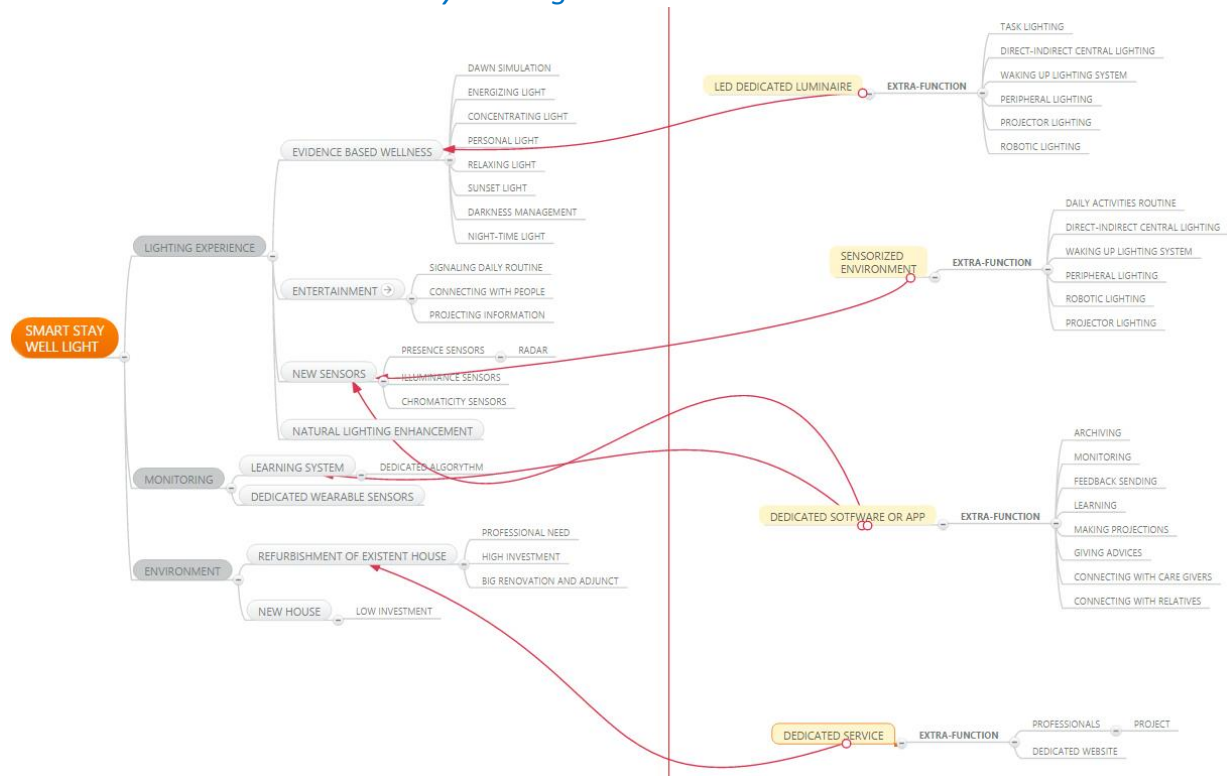 SMART STAY
WELL LIGHT
LIGHTING EXPERIENCE
EVIDENCE BASED WELLNESS
DAWN SIMULATION
ENERGIZING LIGHT
CONCENTRATING LIGHT
PERSONAL LIGHT
RELAXING LIGHT
SUNSET LIGHT
DARKNESS MANAGEMENT
NIGHT-TIME LIGHT
ENTERTAINMENT
SIGNALING DAILY ROUTINE
CONNECTING WITH PEOPLE
PROJECTING INFORMATION
NEW SENSORS
PRESENCE SENSORS
RADAR
ILLUMINANCE SENSORS
CHROMATICITY SENSORS
NATURAL LIGHTING ENHANCEMENT
MONITORING
LEARNING SYSTEM
DEDICATED ALGORYTHM
DEDICATED WEARABLE SENSORS
ENVIRONMENT
REFURBISHMENT OF EXISTENT HOUSE
PROFESSIONAL NEED
HIGH INVESTMENT
BIG RENOVATION AND ADJUNCT
NEW HOUSE
LOW INVESTMENT
LED DEDICATED LUMINAIRE
EXTRA-FUNCTION
TASK LIGHTING
DIRECT-INDIRECT CENTRAL LIGHTING
WAKING UP LIGHTING SYSTEM
PERIPHERAL LIGHTING
PROJECTOR LIGHTING
ROBOTIC LIGHTING
SENSORIZED
ENVIRONMENT
EXTRA-FUNCTION
DAILY ACTIVITIES ROUTINE
DIRECT-INDIRECT CENTRAL LIGHTING
WAKING UP LIGHTING SYSTEM
PERIPHERAL LIGHTING
ROBOTIC LIGHTING
PROJECTOR LIGHTING
DEDICATED SOTFWARE OR APP
EXTRA-FUNCTION
ARCHIVING
MONITORING
FEEDBACK SENDING
LEARNING
MAKING PROJECTIONS
GIVING ADVICES
CONNECTING WITH CARE GIVERS
CONNECTING WITH RELATIVES
DEDICATED SERVICE
EXTRA-FUNCTION
PROFESSIONALS
PROJECT
DEDICATED WEBSITE